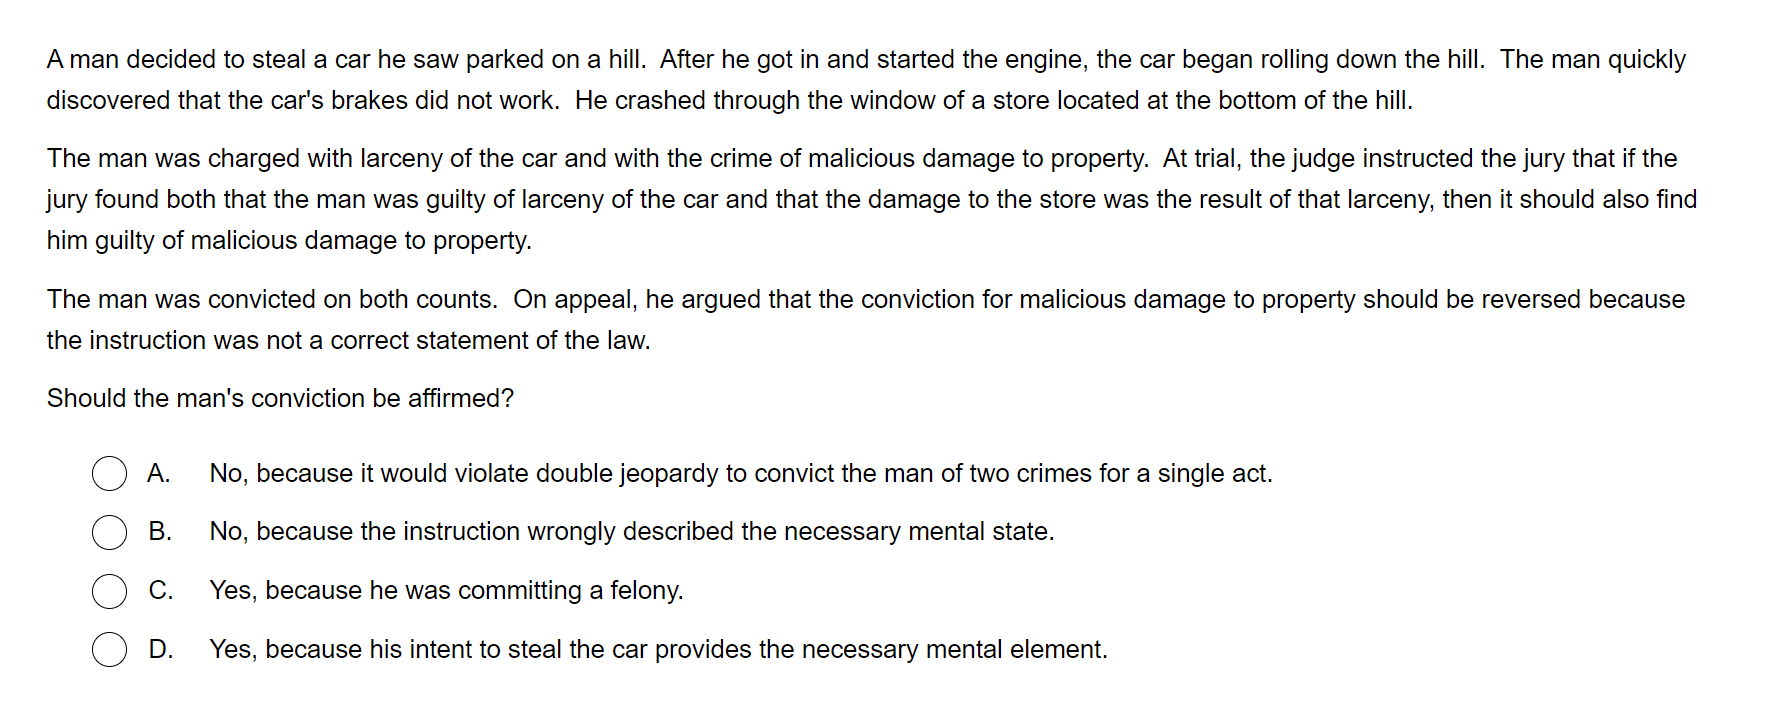 A man decided to steal a car he saw parked on a hill.  After he got in and started the engine, the car began rolling down the hill.  The man quickly
discovered that the car's brakes did not work.  He crashed through the window of a store located at the bottom of the hill.
The man was charged with larceny of the car and with the crime of malicious damage to property.  At trial, the judge instructed the jury that if the
jury found both that the man was guilty of larceny of the car and that the damage to the store was the result of that larceny, then it should also find
him guilty of malicious damage to property.
The man was convicted on both counts.  On appeal, he argued that the conviction for malicious damage to property should be reversed because
the instruction was not a correct statement of the law.
Should the man's conviction be affirmed?
A. No, because it would violate double jeopardy to convict the man of two crimes for a single act.
B. No, because the instruction wrongly described the necessary mental state.
C. Yes, because he was committing a felony.
D. Yes, because his intent to steal the car provides the necessary mental element.